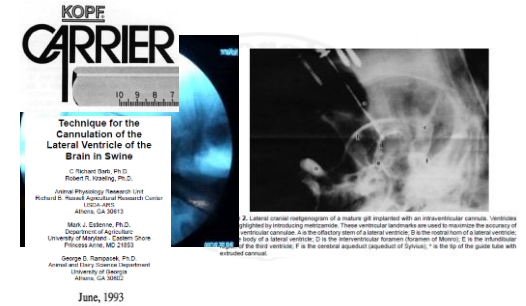 KOPF
CARRIER
10 9 8 7
Technique for the
Cannulation of the
Lateral Ventricle of the
Brain in Swine
C Richard Barb, Ph.D.
Robert R. Kraeling, Ph.D.
Animal Physiology Research Unit
Richard B. Russell Agricultural Research Center
USDA-ARS
Athens, GA 30613
Mark J. Estienne, Ph.D.
Department of Agriculture
University of Maryland - Eastern Shore
Princess Anne, MD 21853
George B. Rampacek, Ph.D.
Animal and Dairy Science Department
University of Georgia
Athens, GA 30602
June, 1993
2. Lateral cranial roetgenogram of a mature gilt implanted with an intraventricular cannula. Ventricles
ghlighted by introducing metrizamide. These ventricular landmarks are used to maximize the accuracy of
ventricular cannulae. A is the olfactory stem of a lateral ventricle; B is the rostral horn of a lateral ventricle;
body of a lateral ventricle; D is the interventricular foramen (foramen of Monro); E is the infundibular
of the third ventricle; F is the cerebral aqueduct (aqueduct of Sylvius); * is the tip of the guide tube with
extruded cannual.